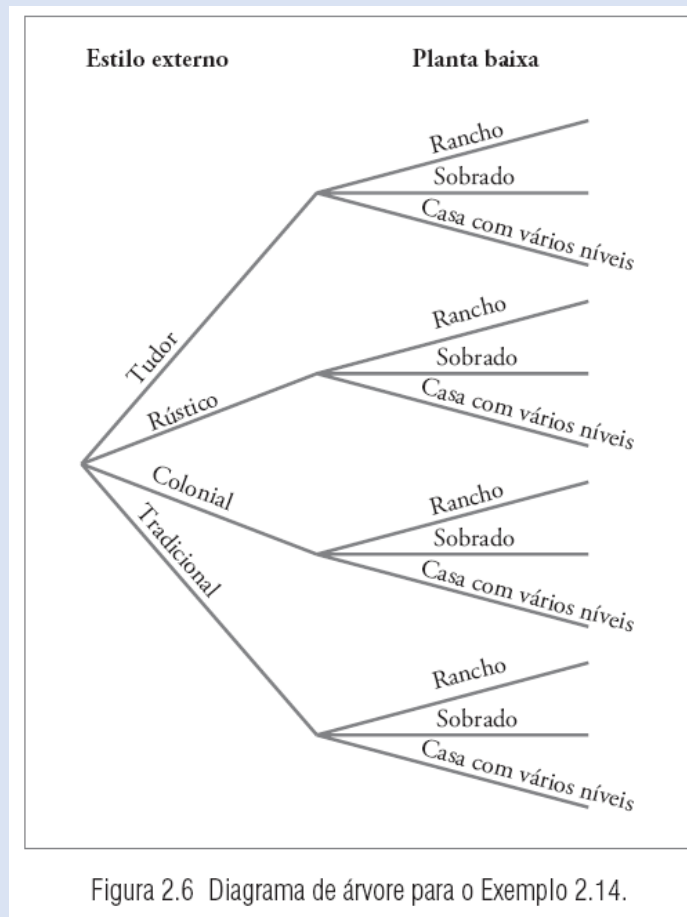 Estilo externo Planta baixa
Rancho
Sobrado
Casa com vários níveis
Tudor
Rancho
Sobrado
Casa com vários níveis
Rústico
Colonial
Rancho
Sobrado
Casa com vários níveis
Tradicional
Rancho
Sobrado
Casa com vários níveis
Figura 2.6 Diagrama de árvore para o Exemplo 2.14.